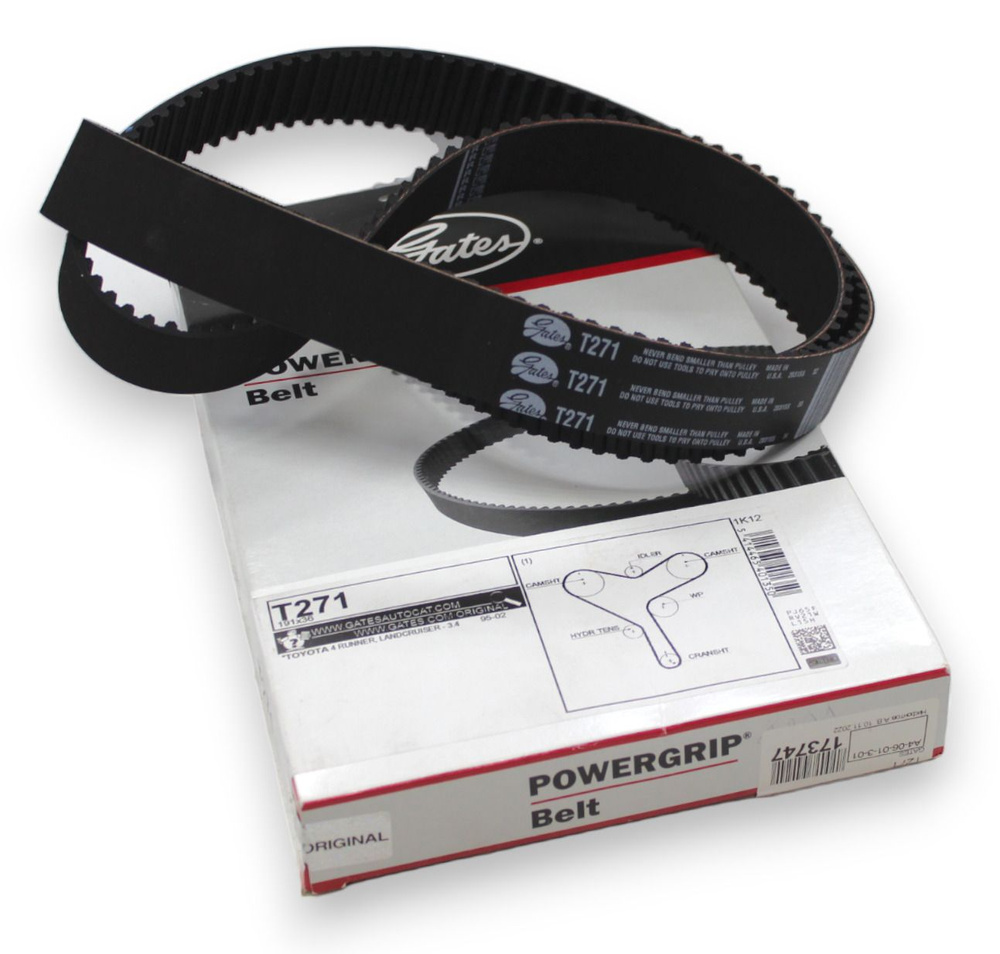 Gates
POWER
Belt
Gates T271 NEVER BEND SMALLER THAN PULLEY MADE IN
DO NOT USE TOOLS TO PRY ONTO PULLEY U.S.A.
Gates T271 NEVER BEND SMALLER THAN PULLEY MADE IN
DO NOT USE TOOLS TO PRY ONTO PULLEY U.S.A.
Gates T271 NEVER BEND SMALLER THAN PULLEY MADE IN
DO NOT USE TOOLS TO PRY ONTO PULLEY U.S.A.
T271
191x36
WWW.GATESAUTOCAT.COM
WWW.GATES.COM/ORIGINAL
*TOYOTA 4 RUNNER, LANDCRUISER - 3.4 95-02
(1)
CAMSHT
IDLER
CAMSHT
WP
HYDR TENS
CRANSHT
1K12
POWERGRIP®
Belt
ORIGINAL
T271
GATES
A4-06-01-3-01
173747